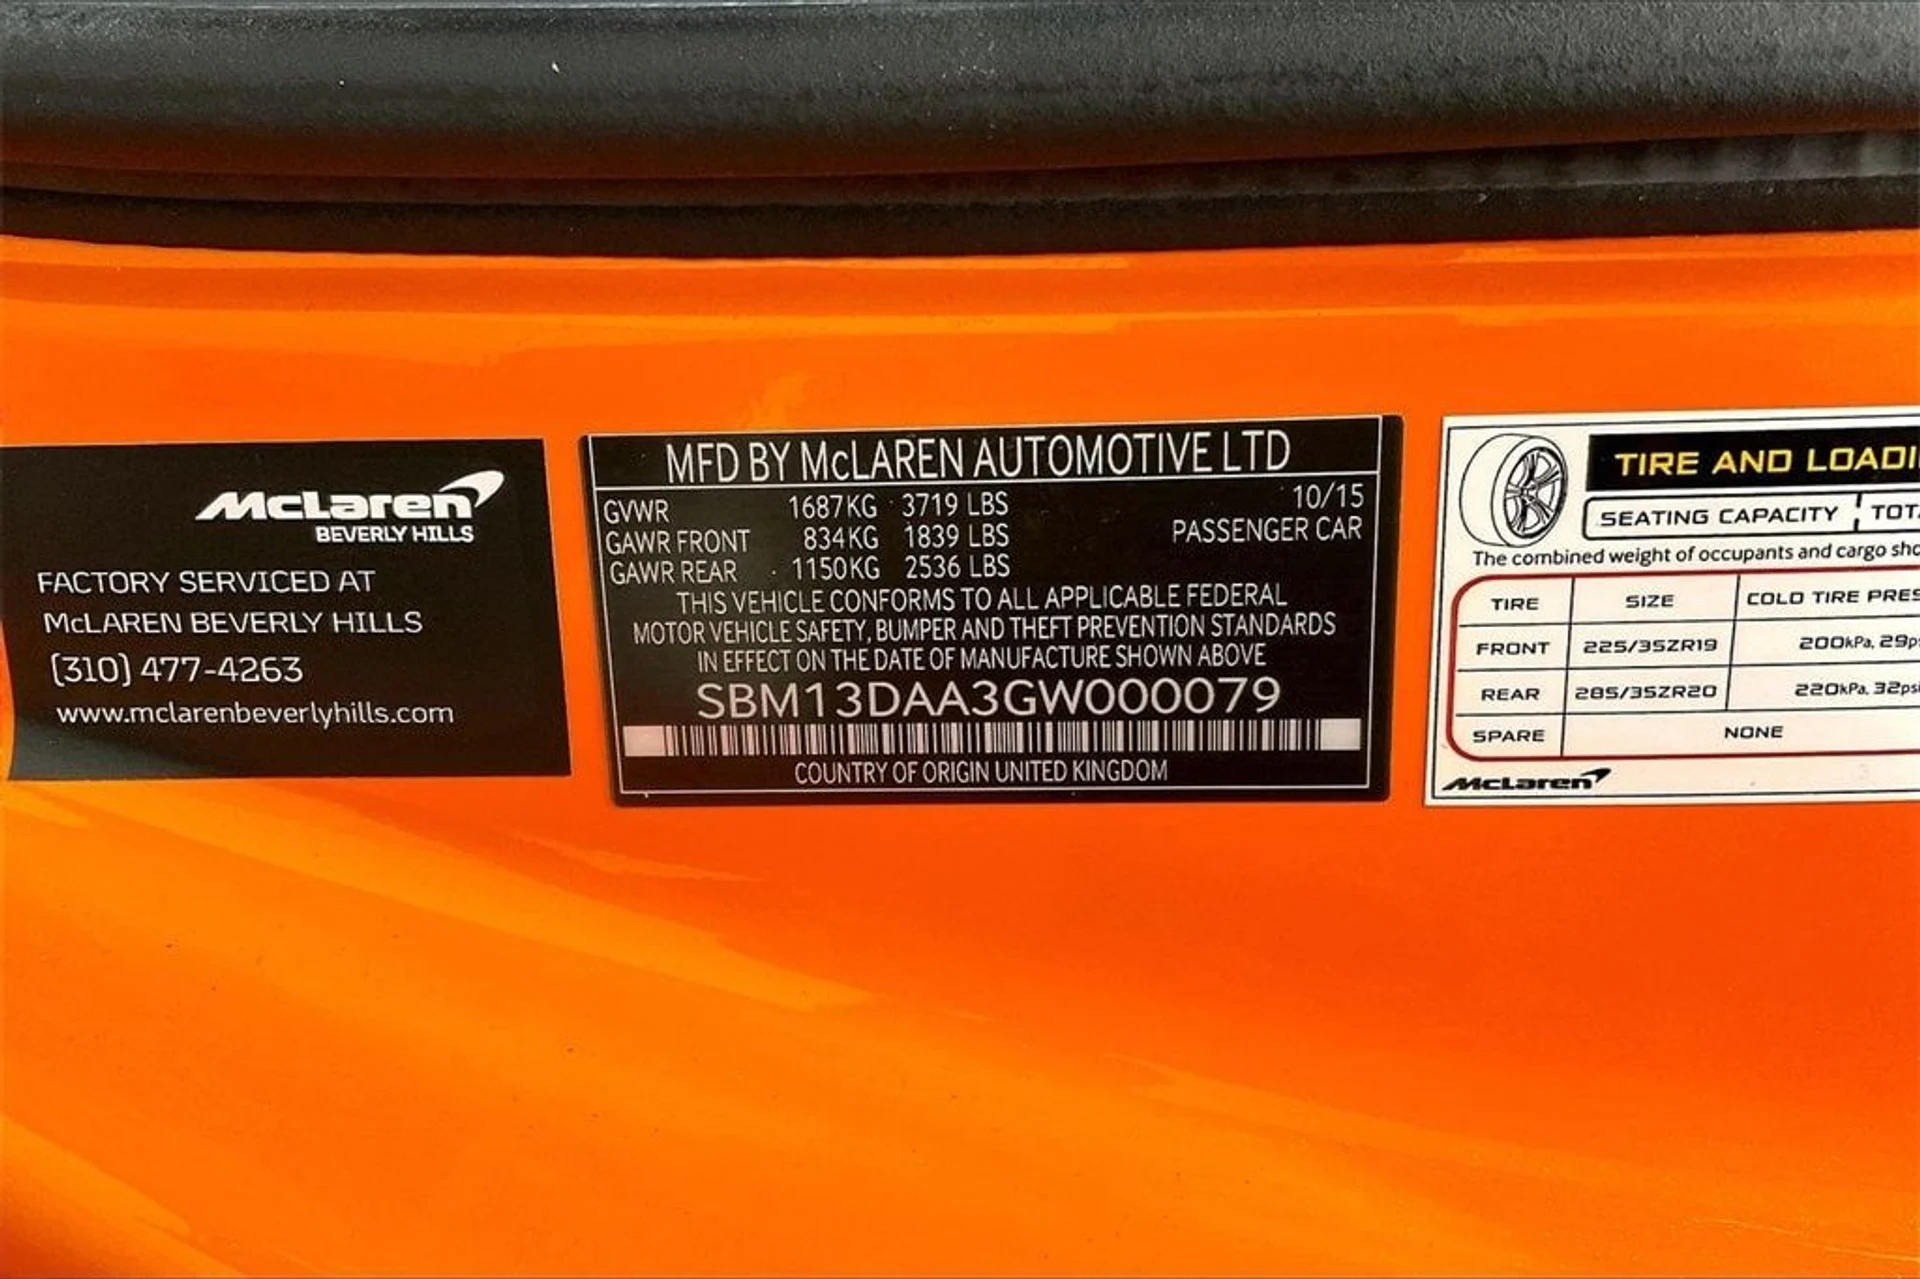 McLaren
BEVERLY HILLS
FACTORY SERVICED AT
McLAREN BEVERLY HILLS
(310) 477-4263
www.mclarenbeverlyhills.com
MFD BY McLAREN AUTOMOTIVE LTD
GVWR 1687KG 3719 LBS 10/15
GAWR FRONT 834KG 1839 LBS PASSENGER CAR
GAWR REAR 1150KG 2536 LBS
THIS VEHICLE CONFORMS TO ALL APPLICABLE FEDERAL
MOTOR VEHICLE SAFETY, BUMPER AND THEFT PREVENTION STANDARDS
IN EFFECT ON THE DATE OF MANUFACTURE SHOWN ABOVE
SBM13DAA3GW000079
COUNTRY OF ORIGIN UNITED KINGDOM
TIRE AND LOADI
SEATING CAPACITY TOT
The combined weight of occupants and cargo sho
TIRE SIZE COLD TIRE PRES
FRONT 225/35ZR19 200kPa, 29ps
REAR 285/35ZR20 220kPa, 32psi
SPARE NONE
McLaren